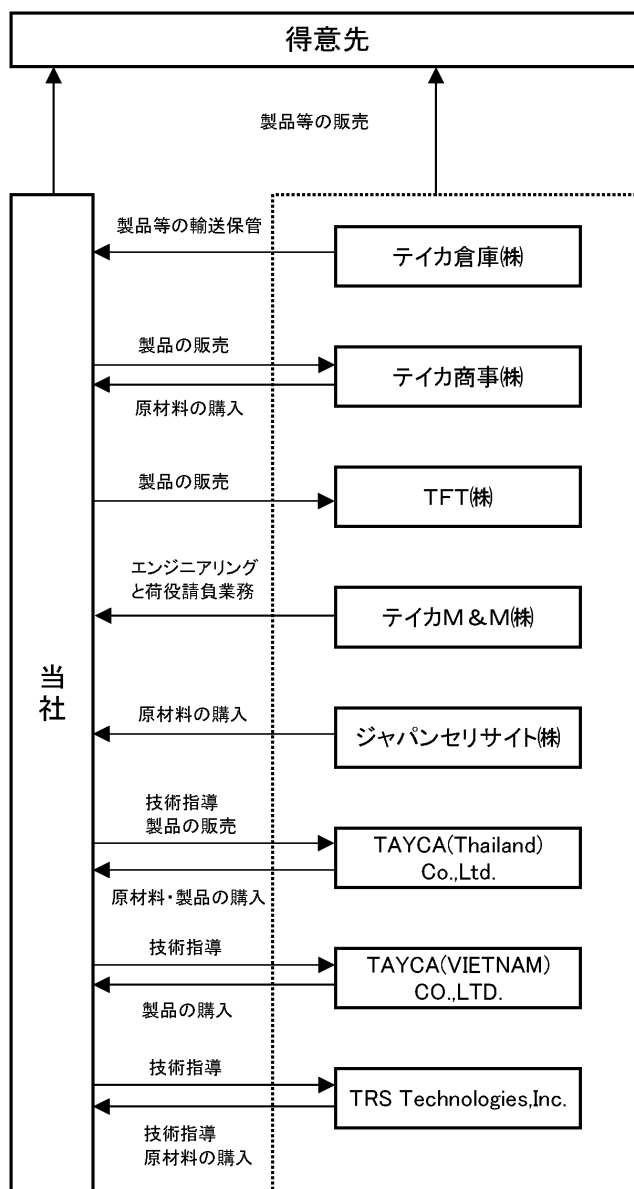 得意先
製品等の販売
製品等の輸送保管
テイカ倉庫㈱
製品の販売
テイカ商事㈱
原材料の購入
製品の販売
TFT㈱
エンジニアリング
と荷役請負業務
テイカM&M㈱
当社
原材料の購入
ジャパンセリサイト㈱
技術指導
製品の販売
TAYCA(Thailand)
Co.,Ltd.
原材料・製品の購入
技術指導
TAYCA(VIETNAM)
CO.,LTD.
製品の購入
技術指導
TRS Technologies,Inc.
技術指導
原材料の購入